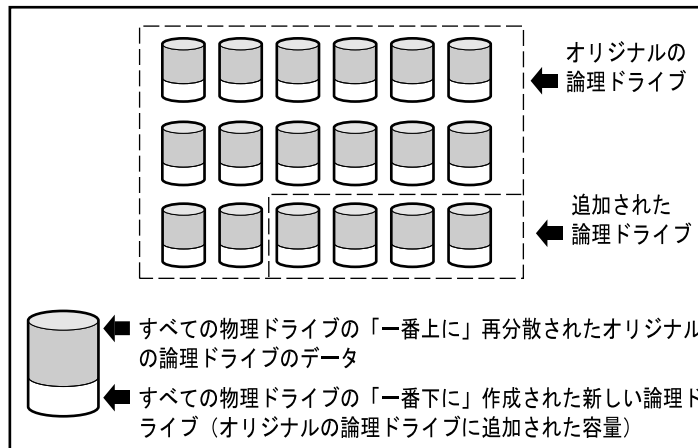 オリジナルの
論理ドライブ
追加された
論理ドライブ
すべての物理ドライブの「一番上に」再分散されたオリジナル
の論理ドライブのデータ
すべての物理ドライブの「一番下に」作成された新しい論理ド
ライブ（オリジナルの論理ドライブに追加された容量）